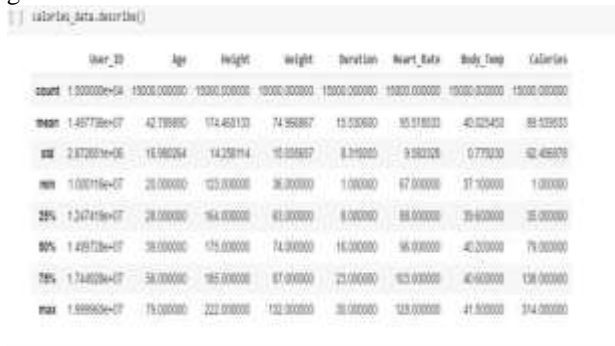 g
[ ] calories_data.describe()
User_ID Age Height Weight Duration Heart_Rate Body_Temp Calories
count 1.500000e+04 15000.000000 15000.000000 15000.000000 15000.000000 15000.000000 15000.000000 15000.000000
mean 1.497736e+07 42.789800 174.465133 74.966867 15.530600 95.518533 40.025453 89.539533
std 2.872851e+06 16.980264 14.258114 15.035657 8.319203 9.583328 0.779230 62.456978
min 1.000116e+07 20.000000 123.000000 36.000000 1.000000 67.000000 37.100000 1.000000
25% 1.247419e+07 28.000000 164.000000 63.000000 8.000000 88.000000 39.600000 35.000000
50% 1.499728e+07 39.000000 175.000000 74.000000 16.000000 96.000000 40.200000 79.000000
75% 1.744928e+07 56.000000 185.000000 87.000000 23.000000 103.000000 40.600000 138.000000
max 1.999965e+07 79.000000 222.000000 132.000000 30.000000 128.000000 41.500000 314.000000